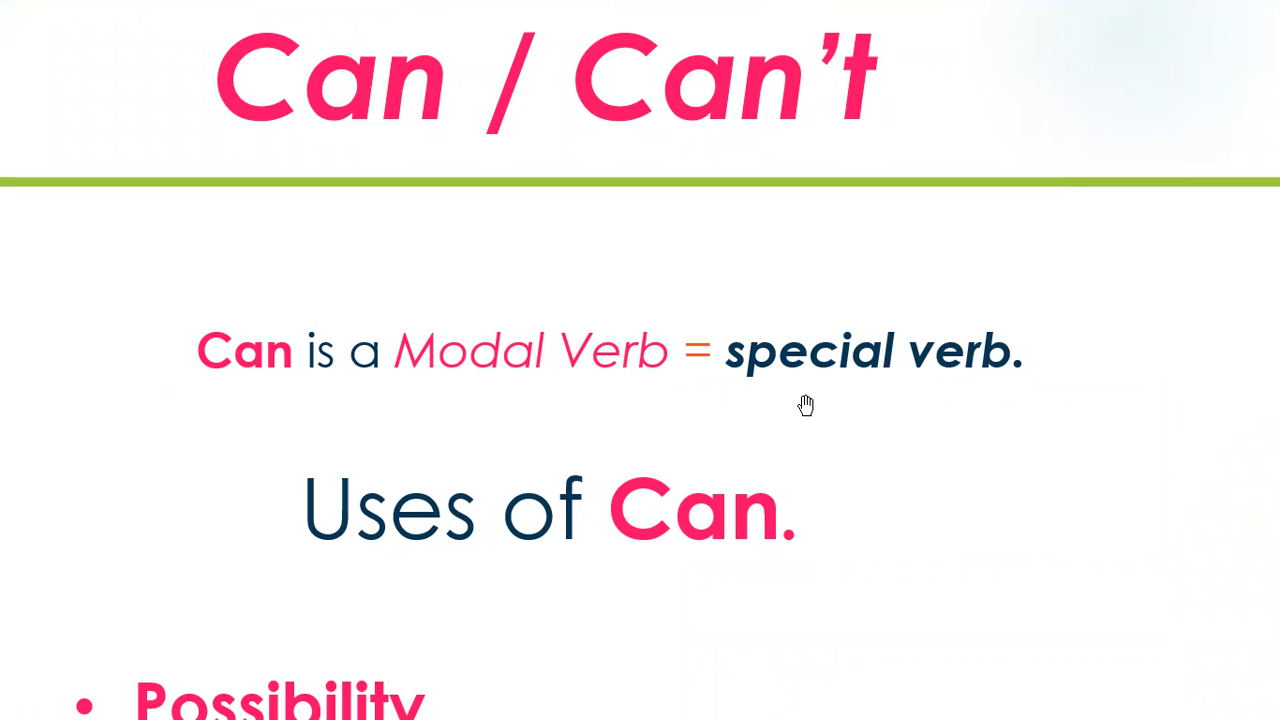 Can / Can’t
Can is a Modal Verb = special verb.
Uses of Can.
• Possibility